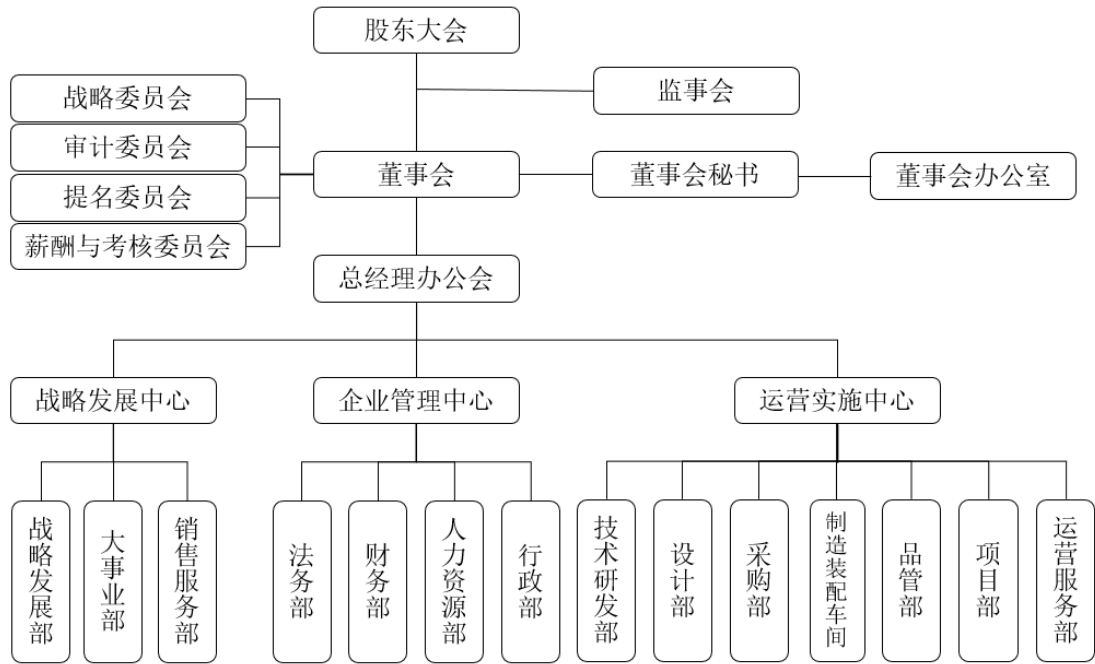 股东大会
监事会
战略委员会
审计委员会
提名委员会
薪酬与考核委员会
董事会
董事会秘书
董事会办公室
总经理办公会
战略发展中心
企业管理中心
运营实施中心
战略发展部
大事业部
销售服务部
法务部
财务部
人力资源部
行政部
技术研发部
设计部
采购部
制造装配车间
品管部
项目部
运营服务部